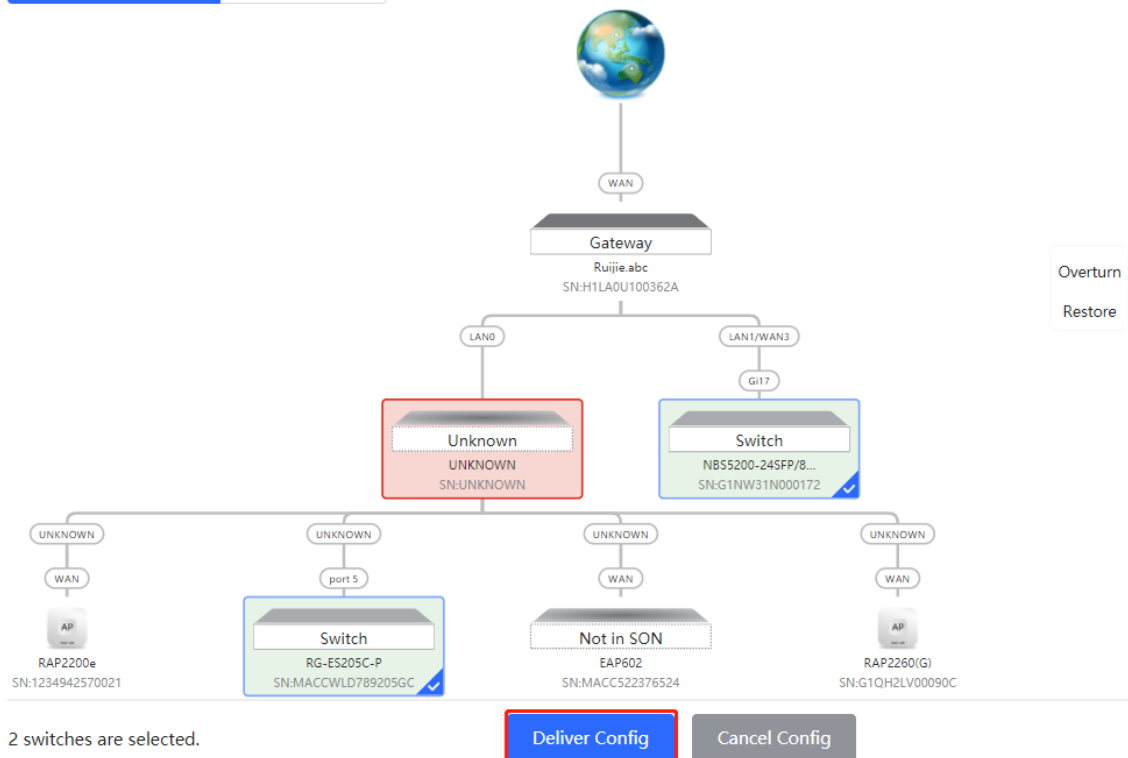 WAN
Gateway
Ruijie.abc
SN:H1LA0U100362A
Overturn
Restore
LAN0
LAN1/WAN3
Gi17
Unknown
UNKNOWN
SN:UNKNOWN
Switch
NBS5200-24SFP/8...
SN:G1NW31N000172
UNKNOWN
UNKNOWN
UNKNOWN
UNKNOWN
WAN
port 5
WAN
WAN
AP
RAP2200e
SN:1234942570021
Switch
RG-ES205C-P
SN:MACCWLD789205GC
Not in SON
EAP602
SN:MACC522376524
AP
RAP2260(G)
SN:G1QH2LV00090C
2 switches are selected.
Deliver Config
Cancel Config